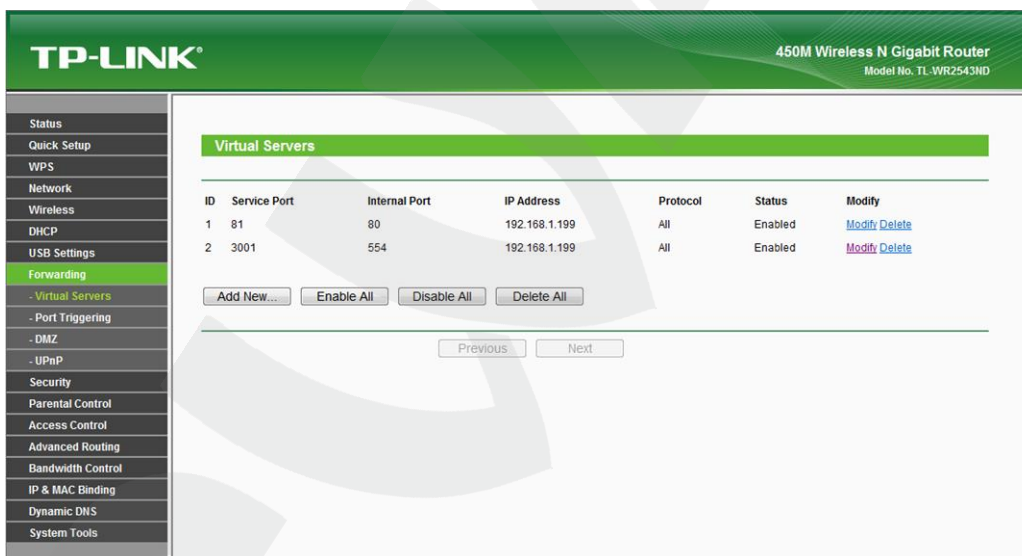 TP-LINK®
450M Wireless N Gigabit Router
Model No. TL-WR2543ND
Status
Quick Setup
WPS
Network
Wireless
DHCP
USB Settings
Forwarding
- Virtual Servers
- Port Triggering
- DMZ
- UPnP
Security
Parental Control
Access Control
Advanced Routing
Bandwidth Control
IP & MAC Binding
Dynamic DNS
System Tools
Virtual Servers
ID Service Port Internal Port IP Address Protocol Status Modify
1 81 80 192.168.1.199 All Enabled Modify Delete
2 3001 554 192.168.1.199 All Enabled Modify Delete
Add New... Enable All Disable All Delete All
Previous Next